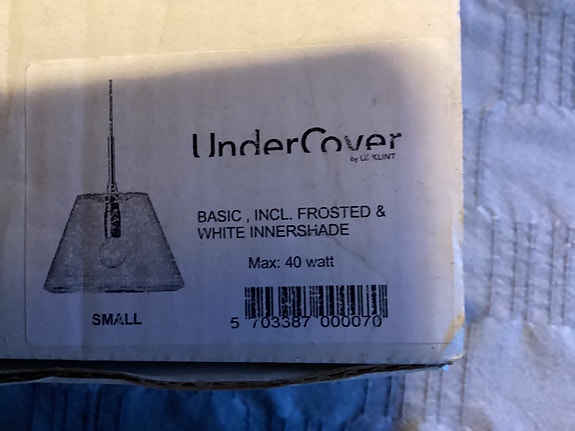 UnderCover
by LE KLINT
BASIC , INCL. FROSTED &
WHITE INNERSHADE
Max: 40 watt
SMALL
5 703387 000070